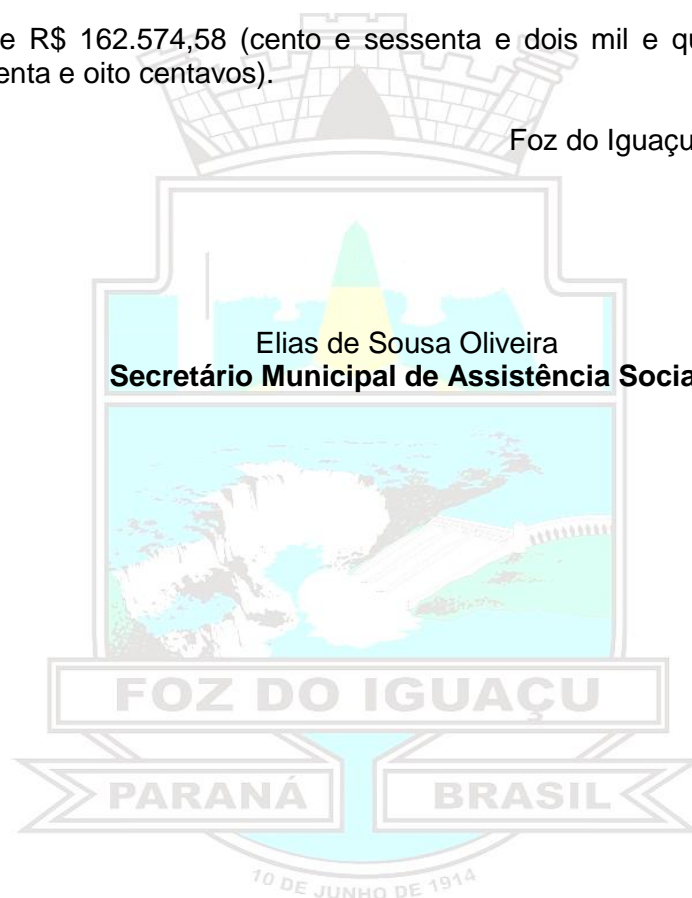 e R$ 162.574,58 (cento e sessenta e dois mil e qu
enta e oito centavos).
Foz do Iguaçu
Elias de Sousa Oliveira
Secretário Municipal de Assistência Socia
FOZ DO IGUAÇU
PARANÁ BRASIL
10 DE JUNHO DE 1914